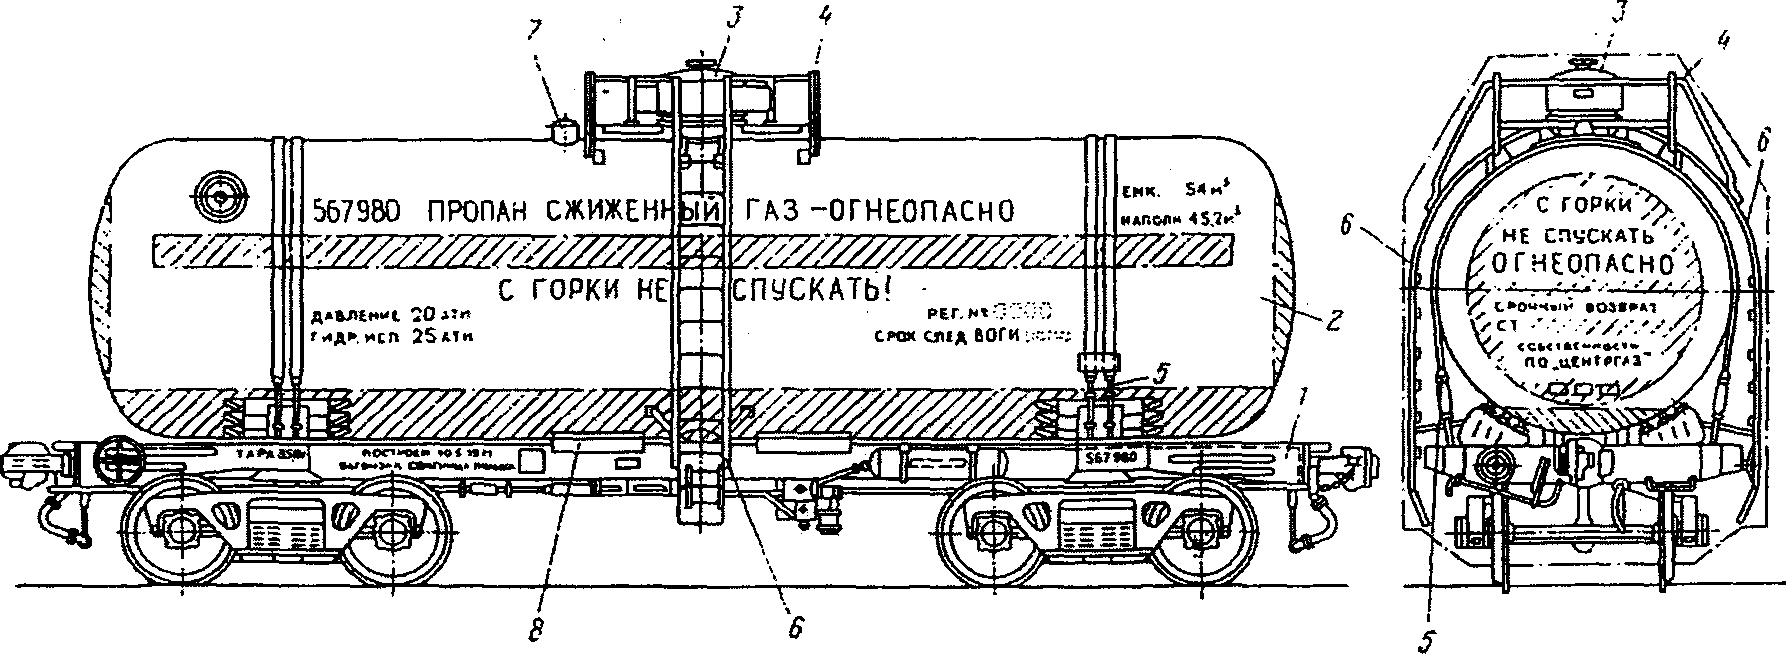 7
3
4
567980 ПРОПАН СЖИЖЕННЫЙ ГАЗ - ОГНЕОПАСНО
ЕМК. 54 м³
НАПОЛН 45,2 м³
С ГОРКИ НЕ СПУСКАТЬ!
ДАВЛЕНИЕ 20 АТИ
ГИДР. ИСП. 25 АТИ
РЕГ. №
СРОК СЛЕД ВОГИ
2
5
1
ТАРА
ПОСТРОЕН
567980
8
6
3
4
6
6
С ГОРКИ
НЕ СПУСКАТЬ
ОГНЕОПАСНО
СРОЧНЫЙ ВОЗВРАТ
СТ
СОБСТВЕННОСТЬ
ПО „ЦЕНТРГАЗ"
5